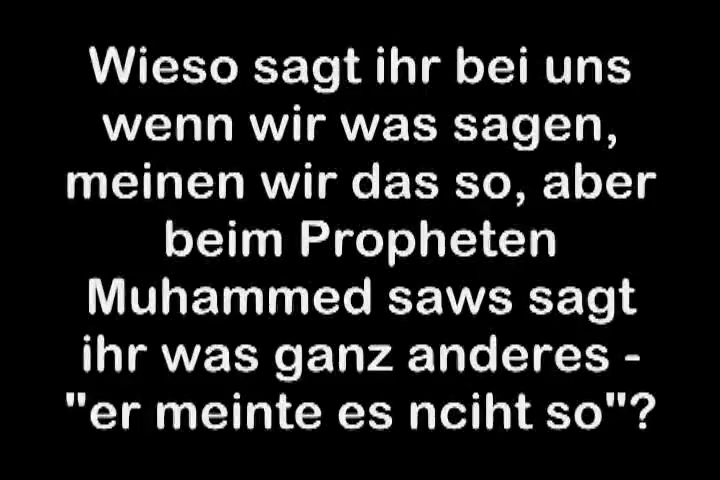 Wieso sagt ihr bei uns
wenn wir was sagen,
meinen wir das so, aber
beim Propheten
Muhammed saws sagt
ihr was ganz anderes -
"er meinte es nciht so"?